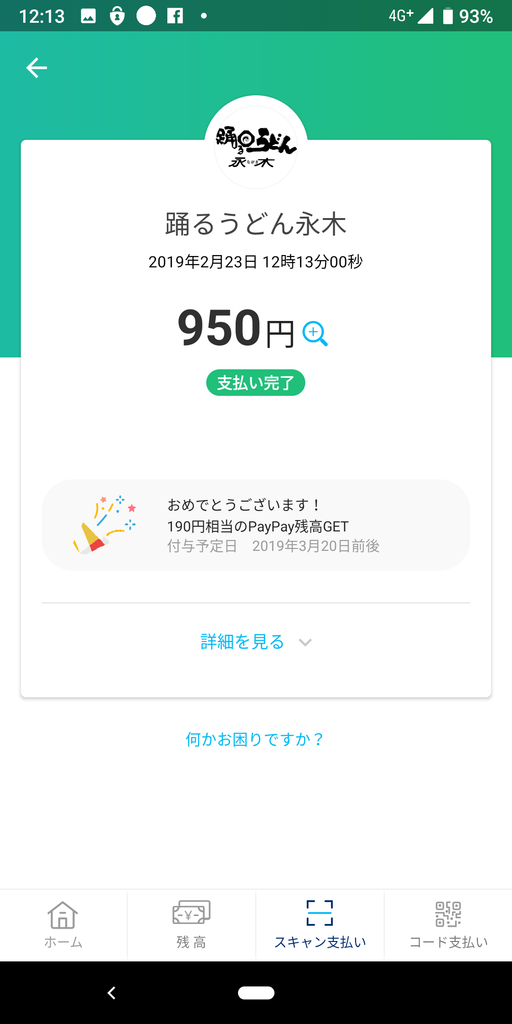 12:13
4G+
93%
踊るうどん
永木
踊るうどん永木
2019年2月23日 12時13分00秒
950円
支払い完了
おめでとうございます！
190円相当のPayPay残高GET
付与予定日 2019年3月20日前後
詳細を見る
何かお困りですか？
ホーム
残高
スキャン支払い
コード支払い